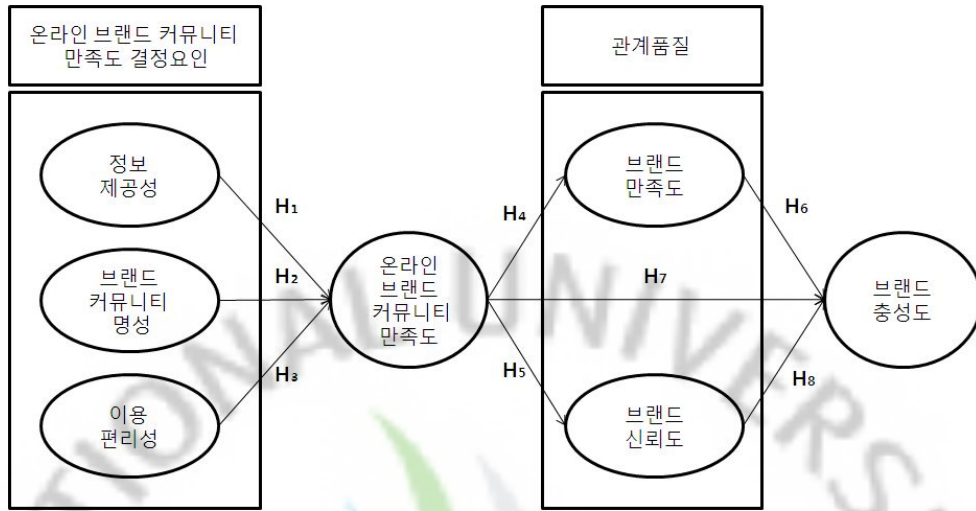 온라인 브랜드 커뮤니티
만족도 결정요인
관계품질
정보
제공성
브랜드
커뮤니티
명성
이용
편리성
H1
H2
H3
온라인
브랜드
커뮤니티
만족도
H4
H7
H5
브랜드
만족도
브랜드
신뢰도
H6
H8
브랜드
충성도
TIONAL UNIVERS